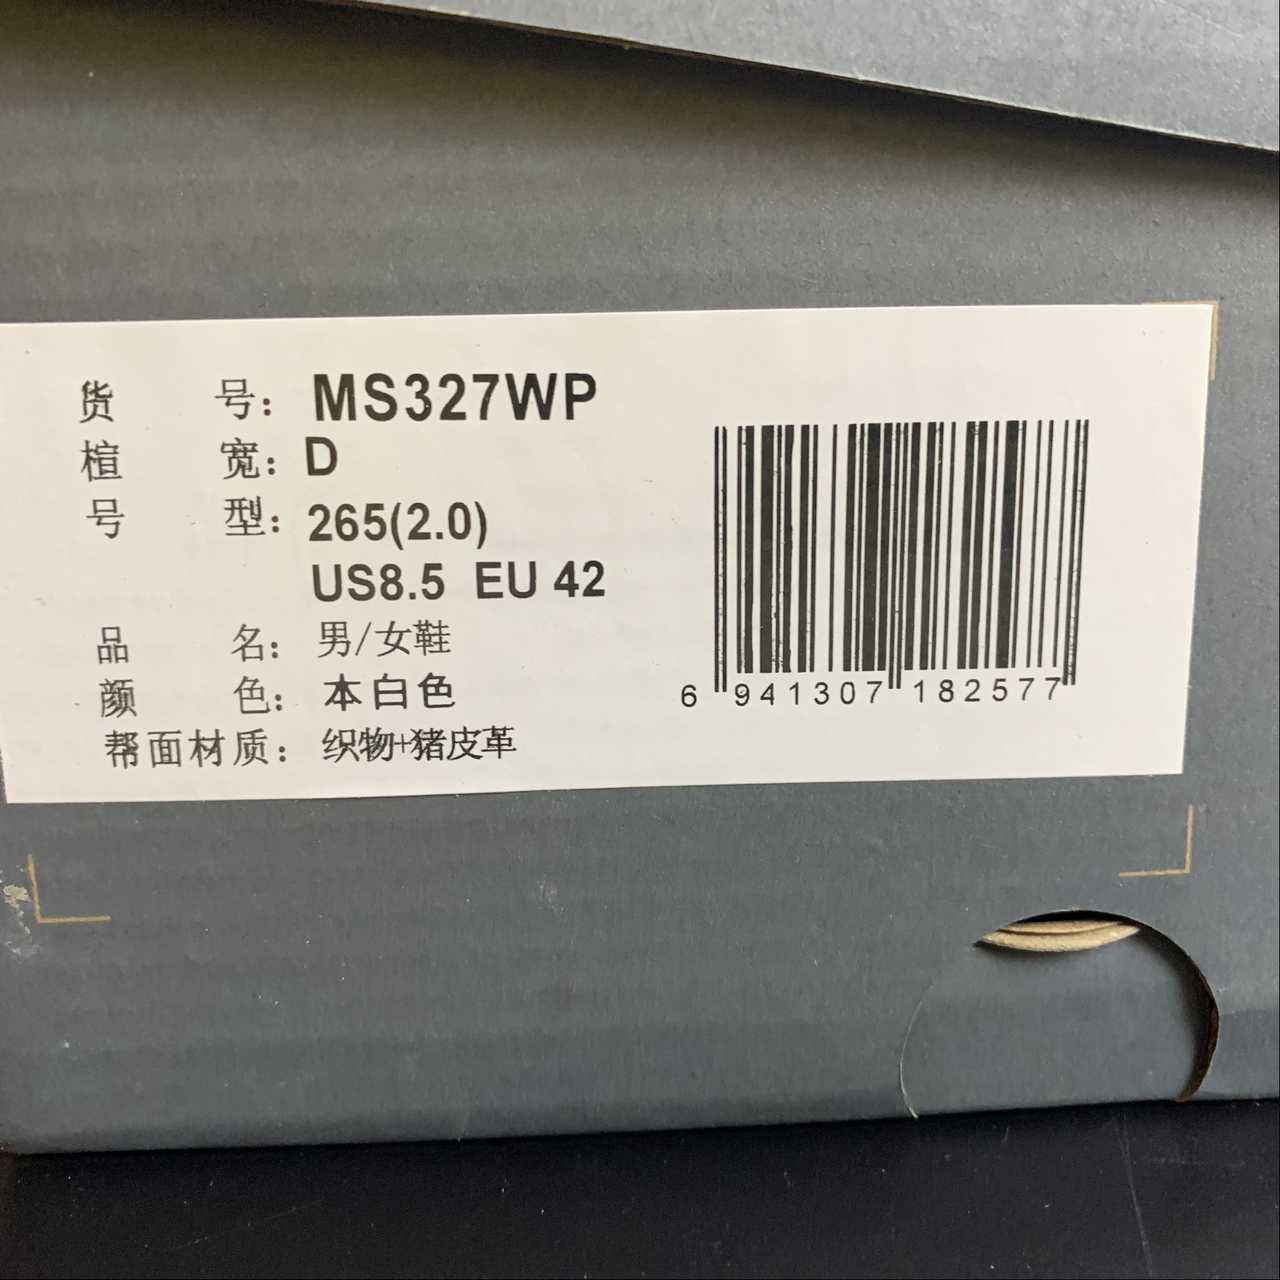 货 号: MS327WP
楦 宽: D
号 型: 265(2.0)
US8.5 EU 42
品 名: 男/女鞋
颜 色: 本白色
帮面材质: 织物+猪皮革
6 941307 182577